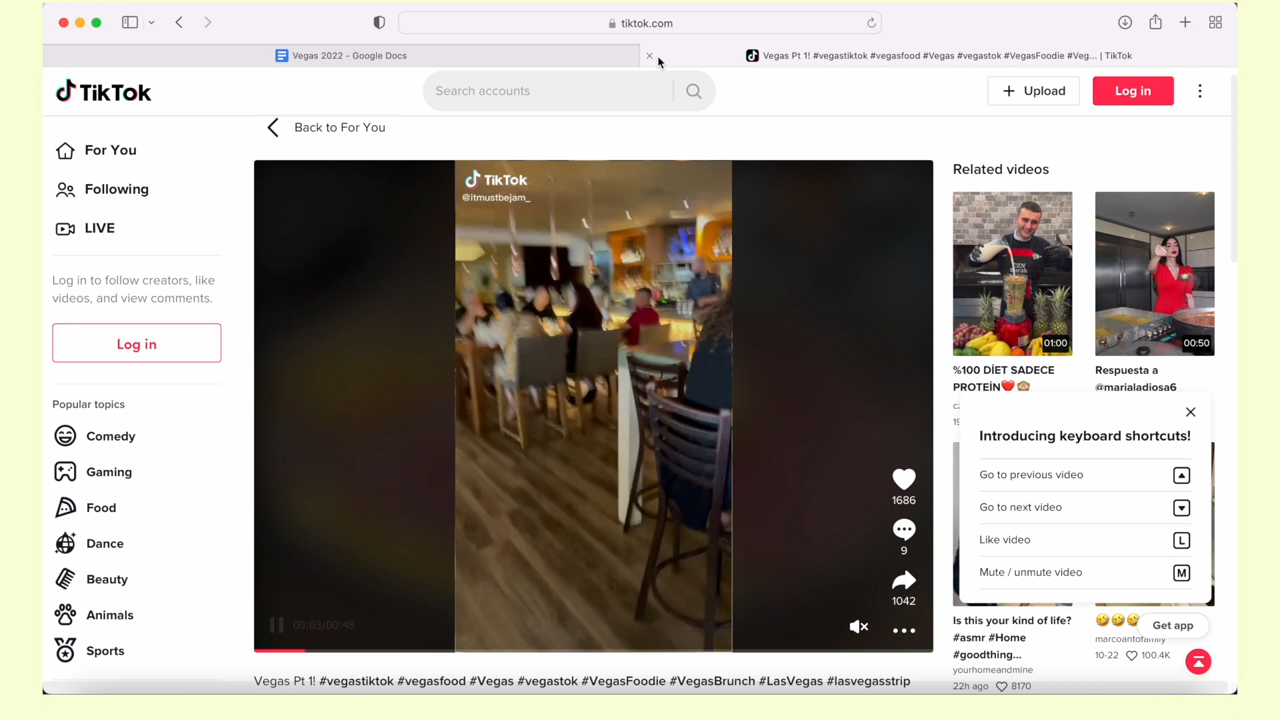 tiktok.com
Vegas 2022 - Google Docs
Vegas Pt 1! #vegastiktok #vegasfood #Vegas #vegastok #VegasFoodie #Veg... | TikTok
TikTok
Search accounts
Upload
Log in
Back to For You
For You
Following
LIVE
Log in to follow creators, like
videos, and view comments.
Log in
Popular topics
Comedy
Gaming
Food
Dance
Beauty
Animals
Sports
TikTok
@itmustbejam_
1686
9
1042
00:03/00:48
Vegas Pt 1! #vegastiktok #vegasfood #Vegas #vegastok #VegasFoodie #VegasBrunch #LasVegas #lasvegasstrip
Related videos
01:00
%100 DİET SADECE
PROTEİN❤️🙈
00:50
Respuesta a
@marialadiosa6
Introducing keyboard shortcuts!
Go to previous video
Go to next video
Like video L
Mute / unmute video M
Is this your kind of life?
#asmr #Home
#goodthing...
yourhomeandmine
22h ago 8170
🤣🤣🤣
marcoantofamily
10-22 100.4K
Get app